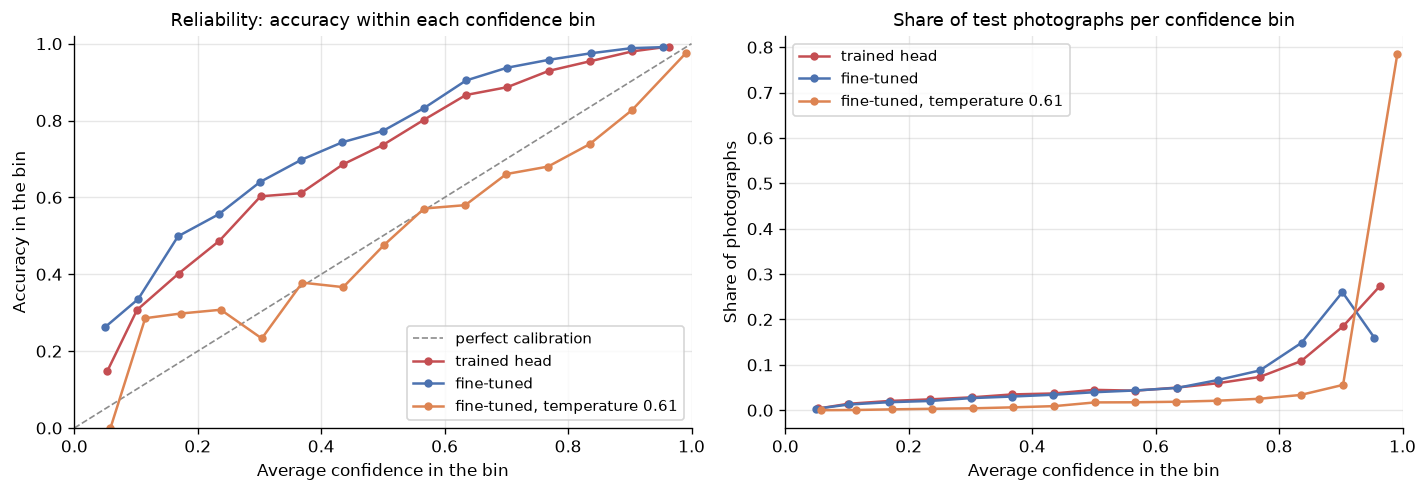 Reliability: accuracy within each confidence bin
Accuracy in the bin
1.0
0.8
0.6
0.4
0.2
0.0
perfect calibration
trained head
fine-tuned
fine-tuned, temperature 0.61
0.0 0.2 0.4 0.6 0.8 1.0
Average confidence in the bin
Share of test photographs per confidence bin
Share of photographs
0.8
0.7
0.6
0.5
0.4
0.3
0.2
0.1
0.0
trained head
fine-tuned
fine-tuned, temperature 0.61
0.0 0.2 0.4 0.6 0.8 1.0
Average confidence in the bin